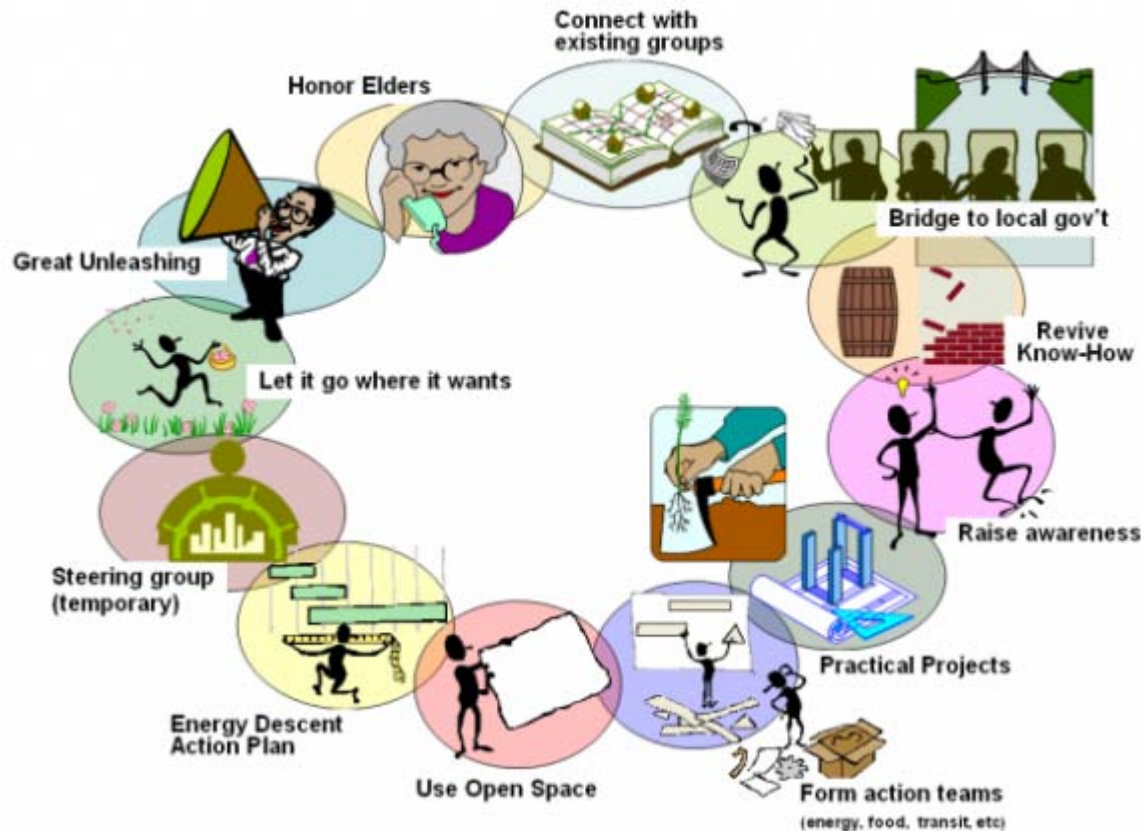 Connect with
existing groups
Honor Elders
Bridge to local gov't
Great Unleashing
Revive
Know-How
Let it go where it wants
Raise awareness
Steering group
(temporary)
Practical Projects
Energy Descent
Action Plan
Use Open Space
Form action teams
(energy, food, transit, etc)